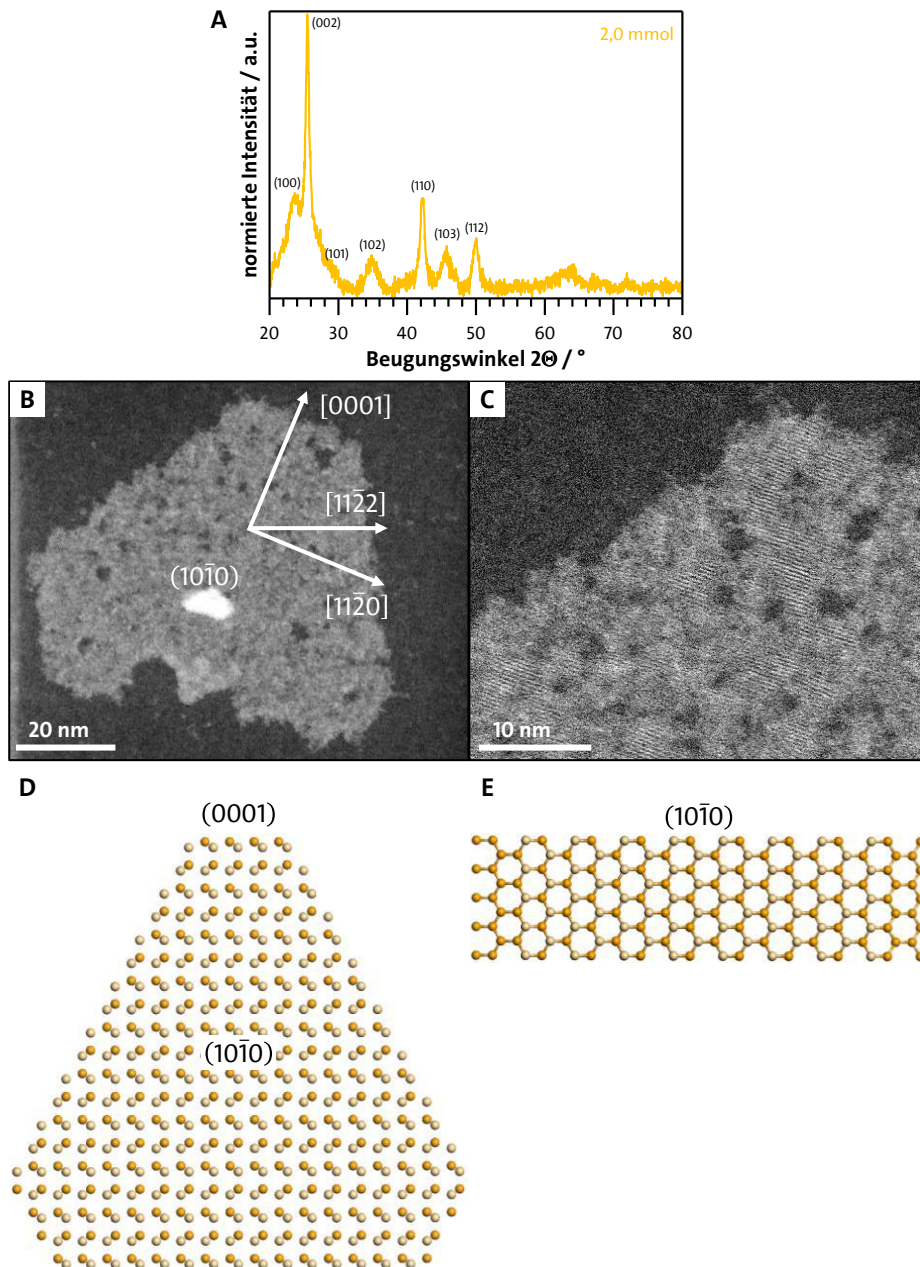 A
normierte Intensität / a.u.
2,0 mmol
(002)
(100)
(101)
(102)
(110)
(103)
(112)
20 30 40 50 60 70 80
Beugungswinkel 2Θ / °
B
[0001]
[112̄2]
(101̄0)
[112̄0]
20 nm
C
10 nm
D
(0001)
(101̄0)
E
(101̄0)